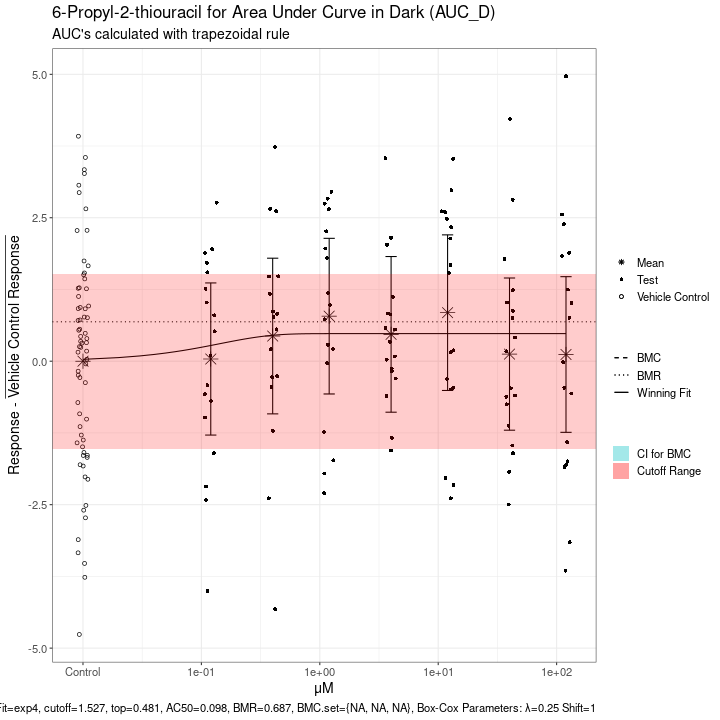 6-Propyl-2-thiouracil for Area Under Curve in Dark (AUC_D)
AUC's calculated with trapezoidal rule
Response - Vehicle Control Response
5.0
2.5
0.0
-2.5
-5.0
Control
1e-01
1e+00
1e+01
1e+02
μM
Mean
Test
Vehicle Control
BMC
BMR
Winning Fit
CI for BMC
Cutoff Range
Fit=exp4, cutoff=1.527, top=0.481, AC50=0.098, BMR=0.687, BMC.set={NA, NA, NA}, Box-Cox Parameters: λ=0.25 Shift=1